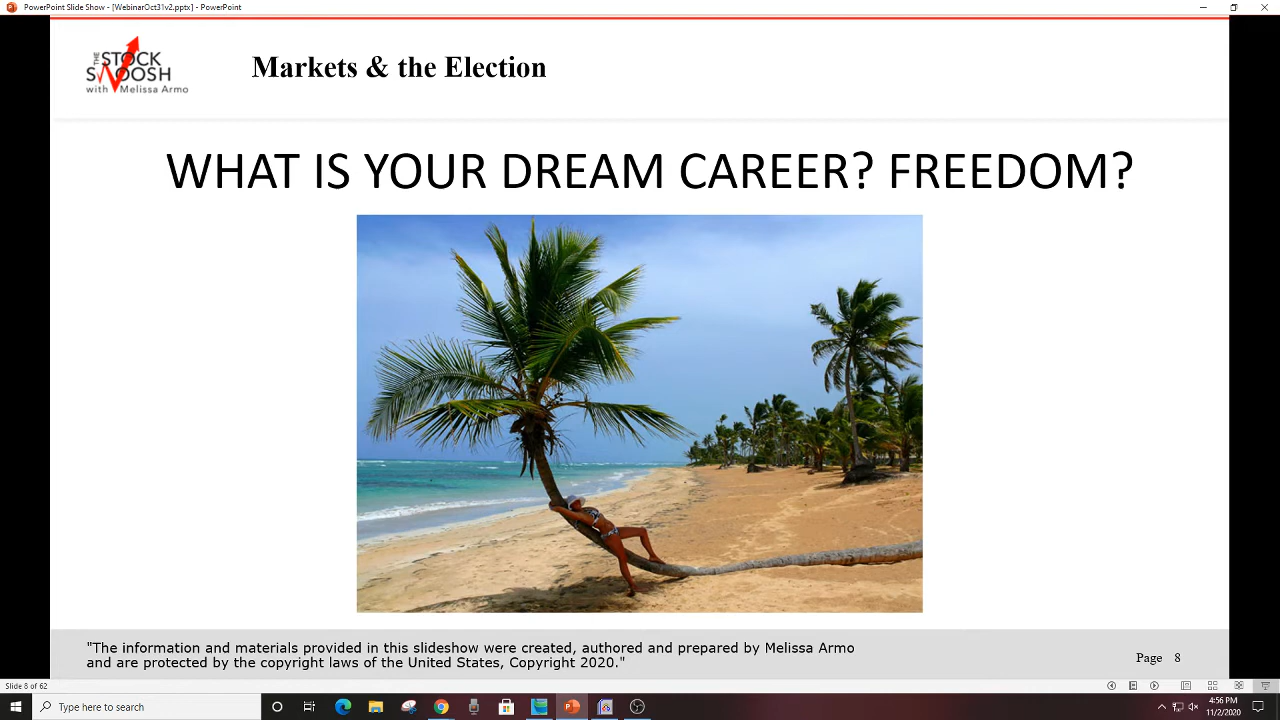 PowerPoint Slide Show - [WebinarOct31v2.pptx] - PowerPoint
THE STOCK
SWOOSH
with Melissa Armo
Markets & the Election
WHAT IS YOUR DREAM CAREER? FREEDOM?
"The information and materials provided in this slideshow were created, authored and prepared by Melissa Armo
and are protected by the copyright laws of the United States, Copyright 2020."
Page 8
Slide 8 of 62
Type here to search
4:56 PM
11/2/2020